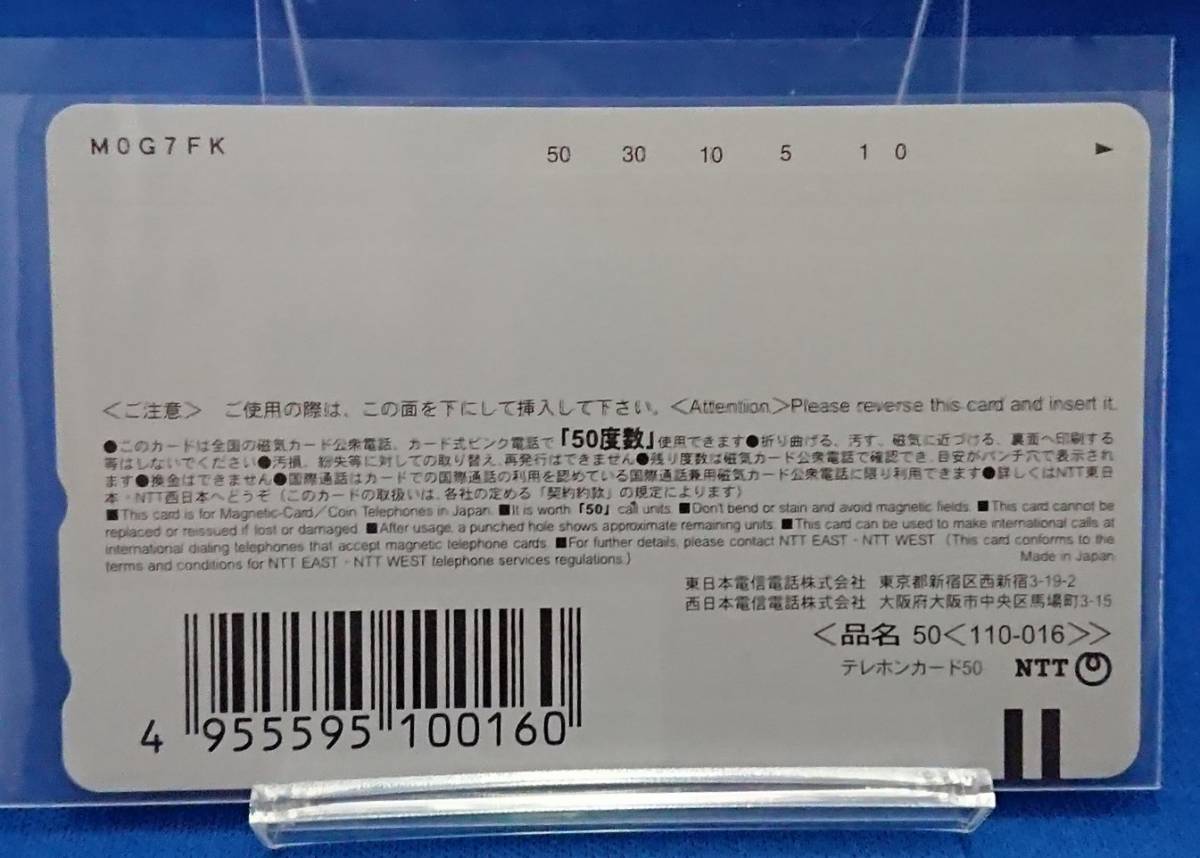 M0G7FK 50 30 10 5 1 0 ►
＜ご注意＞ ご使用の際は、この面を下にして挿入して下さい。＜Attention＞Please reverse this card and insert it.
●このカードは全国の磁気カード公衆電話、カード式ピンク電話で「50度数」使用できます●折り曲げる、汚す、磁気に近づける、裏面へ印刷する
等はしないでください●汚損、紛失等に対しての取り替え、再発行はできません●残り度数は磁気カード公衆電話で確認でき、目安がパンチ穴で表示され
ます●換金はできません●国際通話はカードでの国際通話の利用を認めている国際通話兼用磁気カード公衆電話に限り利用できます●詳しくはNTT東日
本・NTT西日本へどうぞ（このカードの取扱いは、各社の定める「契約約款」の規定によります）
■This card is for Magnetic-Card／Coin Telephones in Japan. ■It is worth「50」call units. ■Don't bend or stain and avoid magnetic fields. ■This card cannot be
replaced or reissued if lost or damaged. ■After usage, a punched hole shows approximate remaining units. ■This card can be used to make international calls at
international dialing telephones that accept magnetic telephone cards. ■For further details, please contact NTT EAST・NTT WEST（This card conforms to the
terms and conditions for NTT EAST・NTT WEST telephone services regulations.） Made in Japan
東日本電信電話株式会社 東京都新宿区西新宿3-19-2
西日本電信電話株式会社 大阪府大阪市中央区馬場町3-15
＜品名 50＜110-016＞＞
テレホンカード50 NTT
4 955595 100160